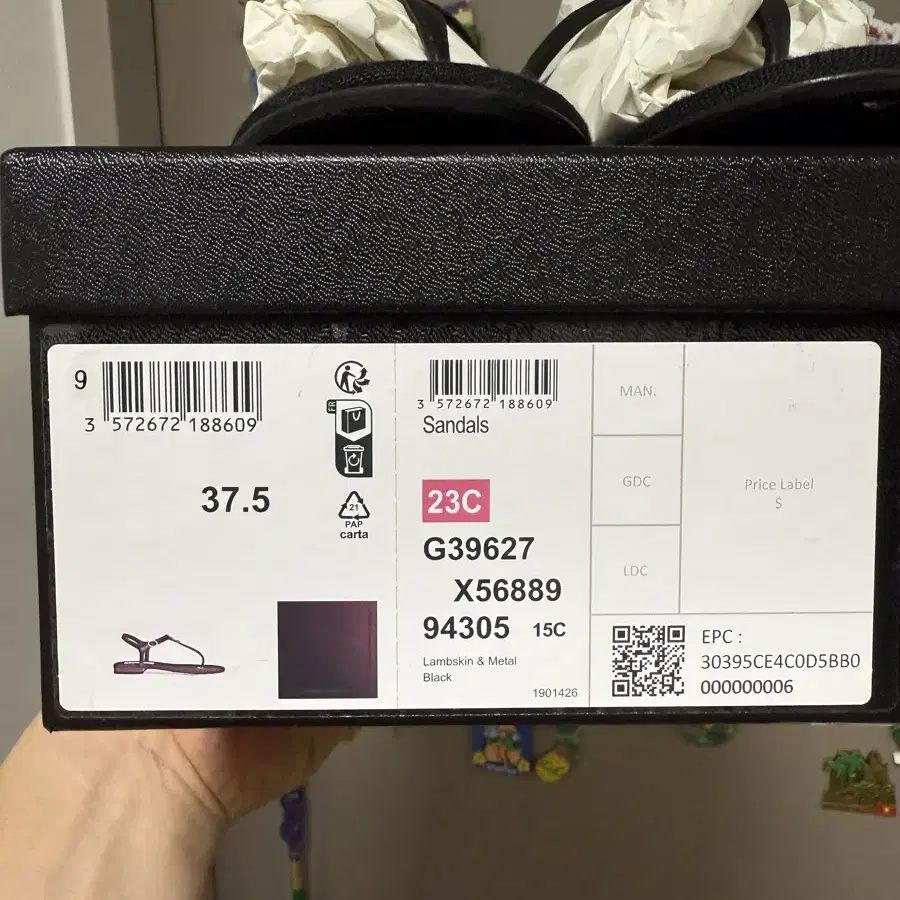 9
3 572672 188609
FR
37.5
21
PAP
carta
3 572672 188609
Sandals
23C
G39627
X56889
94305 15C
Lambskin & Metal
Black
1901426
MAN.
GDC
LDC
Price Label
$
EPC :
30395CE4C0D5BB0
000000006